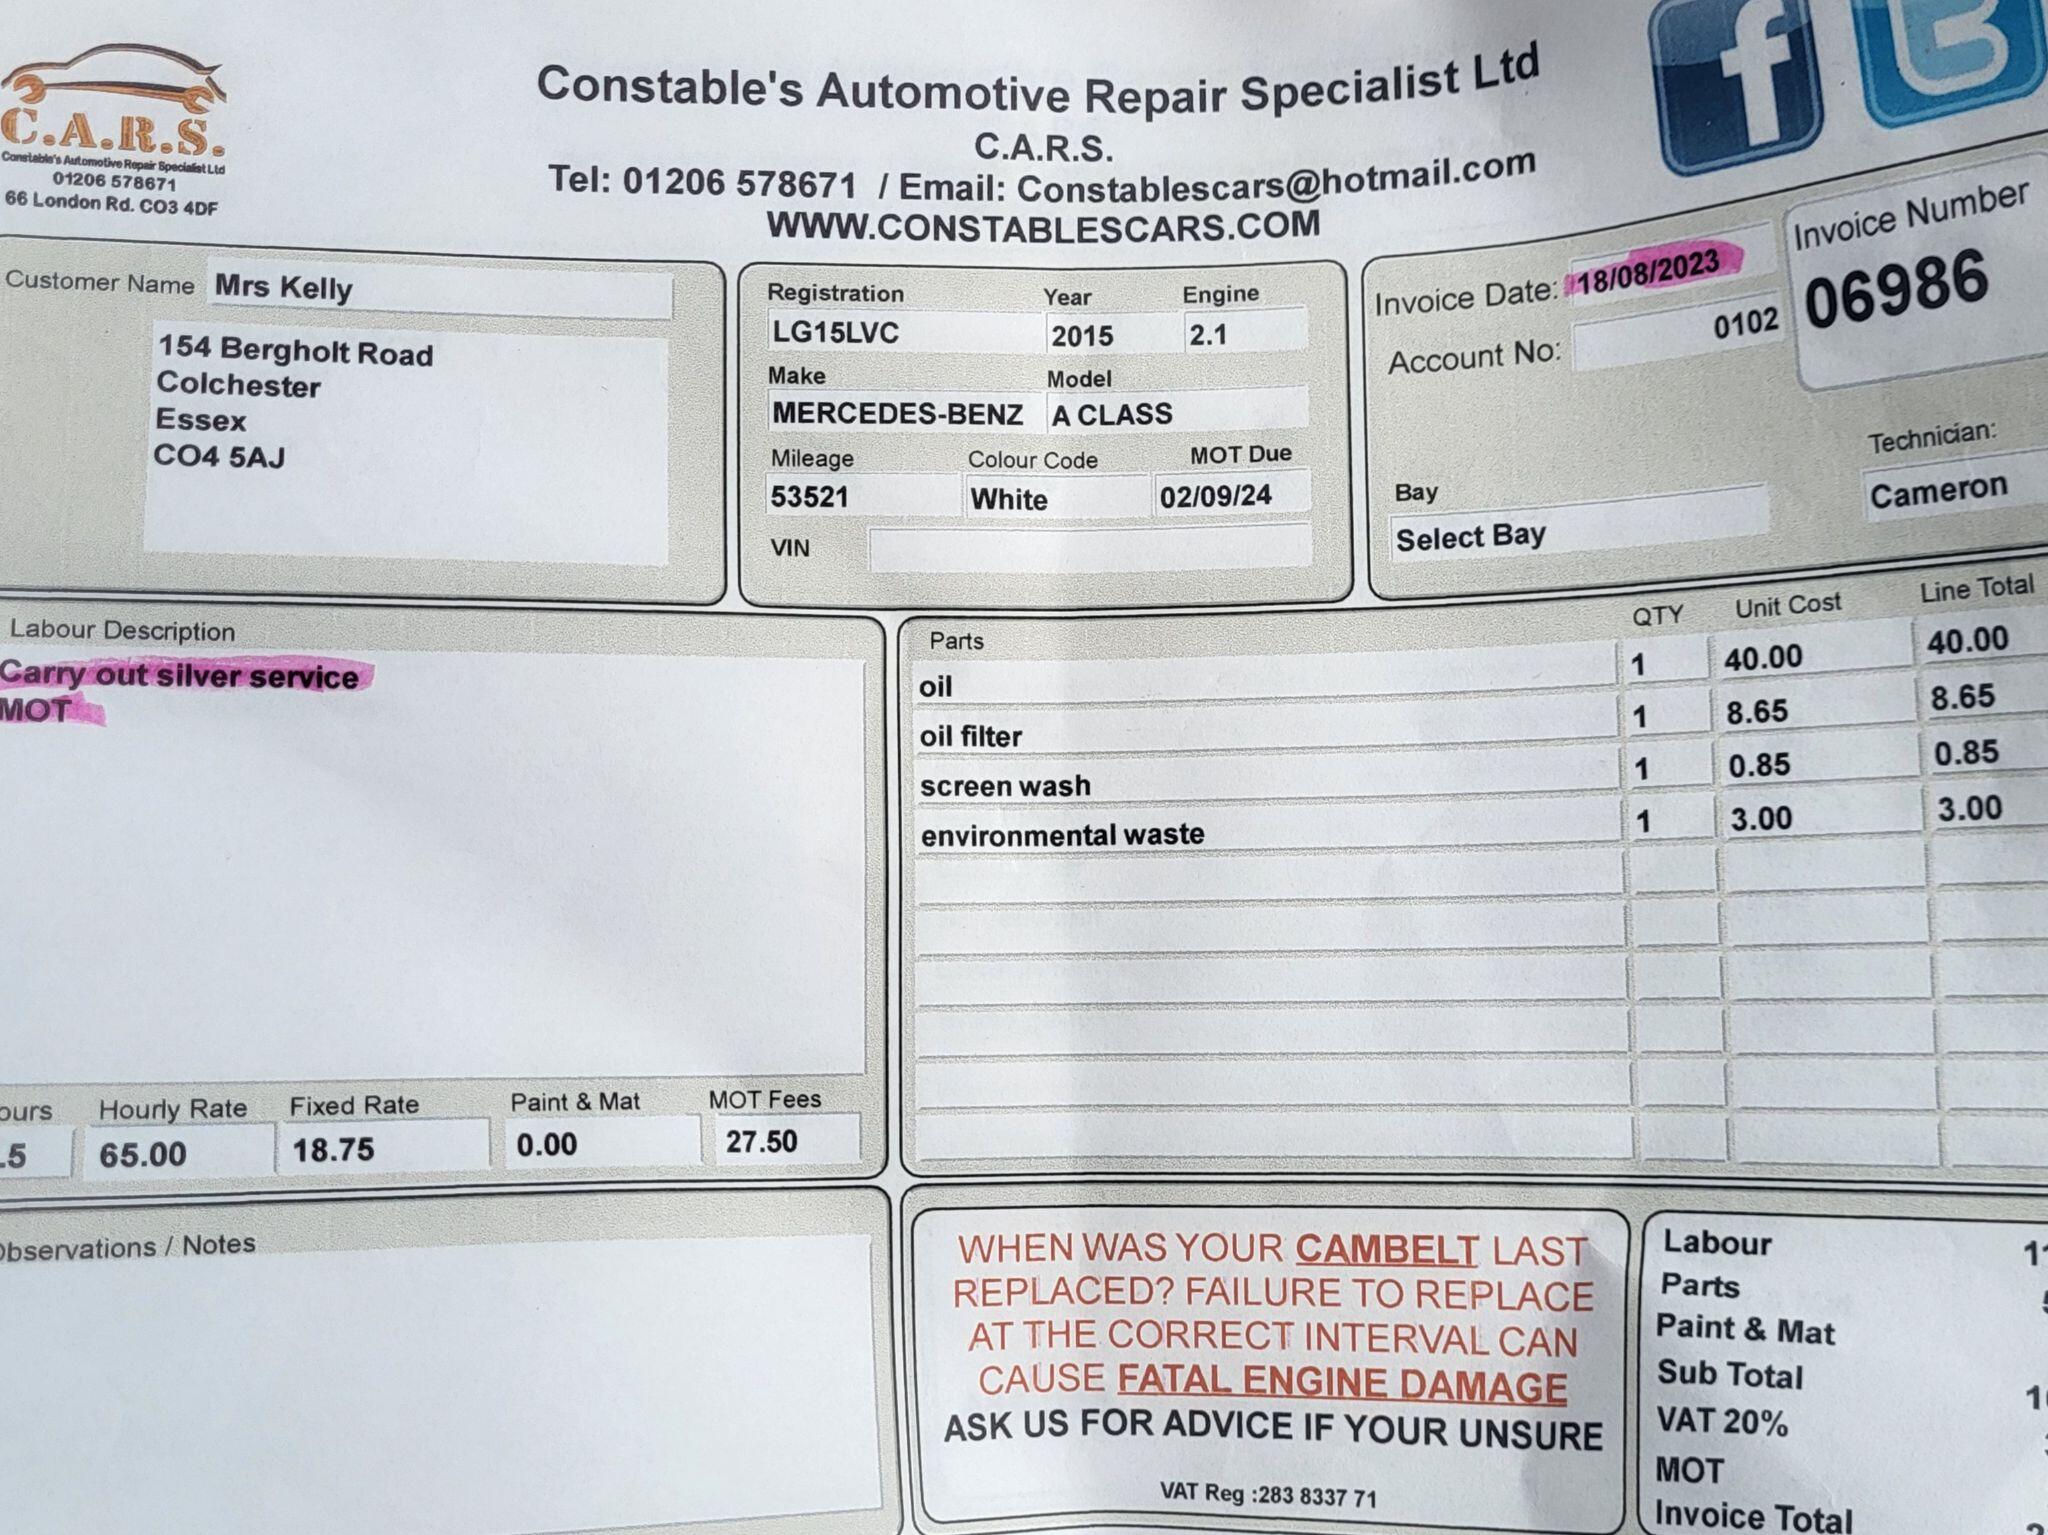 C.A.R.S.
Constable's Automotive Repair Specialist Ltd
01206 578671
66 London Rd. CO3 4DF
Constable's Automotive Repair Specialist Ltd
C.A.R.S.
Tel: 01206 578671 / Email: Constablescars@hotmail.com
WWW.CONSTABLESCARS.COM
Customer Name Mrs Kelly
154 Bergholt Road
Colchester
Essex
CO4 5AJ
Registration Year Engine
LG15LVC 2015 2.1
Make Model
MERCEDES-BENZ A CLASS
Mileage Colour Code MOT Due
53521 White 02/09/24
VIN
Invoice Date: 18/08/2023
Account No: 0102
Invoice Number
06986
Bay
Select Bay
Technician:
Cameron
Labour Description
Carry out silver service
MOT
Parts QTY Unit Cost Line Total
oil 1 40.00 40.00
oil filter 1 8.65 8.65
screen wash 1 0.85 0.85
environmental waste 1 3.00 3.00
Hourly Rate Fixed Rate Paint & Mat MOT Fees
.5 65.00 18.75 0.00 27.50
Observations / Notes
WHEN WAS YOUR CAMBELT LAST
REPLACED? FAILURE TO REPLACE
AT THE CORRECT INTERVAL CAN
CAUSE FATAL ENGINE DAMAGE
ASK US FOR ADVICE IF YOUR UNSURE
VAT Reg :283 8337 71
Labour
Parts
Paint & Mat
Sub Total
VAT 20%
MOT
Invoice Total